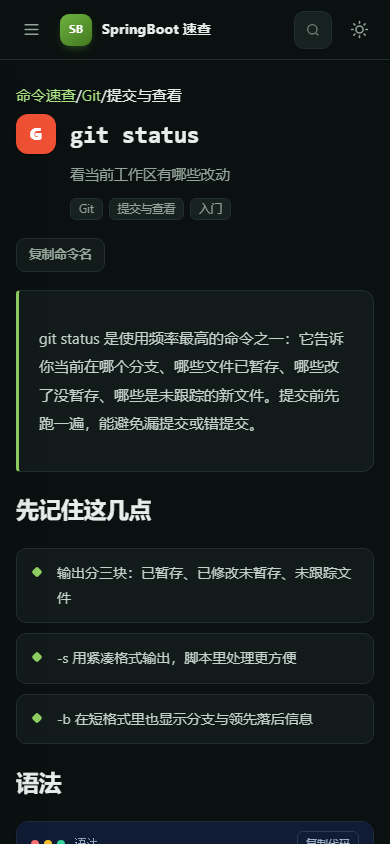 SB SpringBoot 速查
命令速查/Git/提交与查看
G git status
看当前工作区有哪些改动
Git 提交与查看 入门
复制命令名
git status 是使用频率最高的命令之一：它告诉
你当前在哪个分支、哪些文件已暂存、哪些改
了没暂存、哪些是未跟踪的新文件。提交前先
跑一遍，能避免漏提交或错提交。
先记住这几点
输出分三块：已暂存、已修改未暂存、未跟踪文
件
-s 用紧凑格式输出，脚本里处理更方便
-b 在短格式里也显示分支与领先落后信息
语法
语法 复制代码